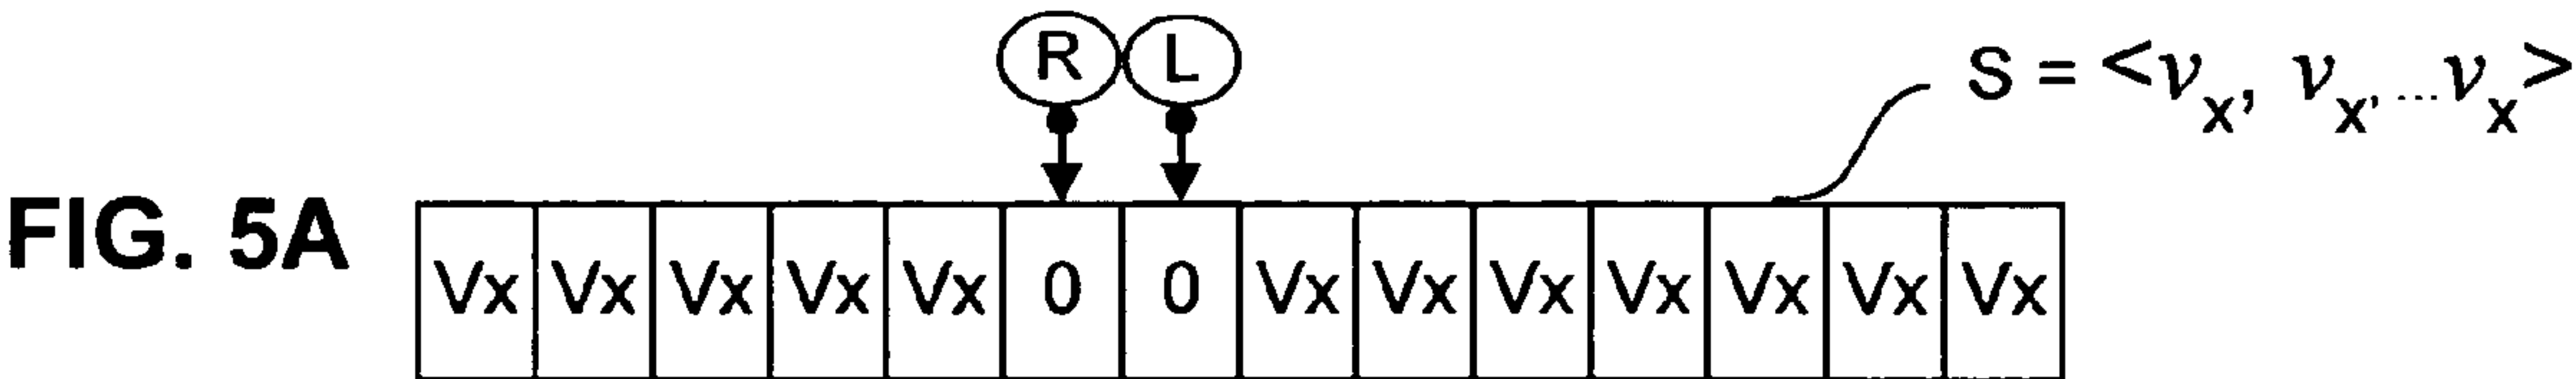 R L
S = <vx, vx, ...vx>
FIG. 5A
Vx Vx Vx Vx Vx 0 0 Vx Vx Vx Vx Vx Vx Vx